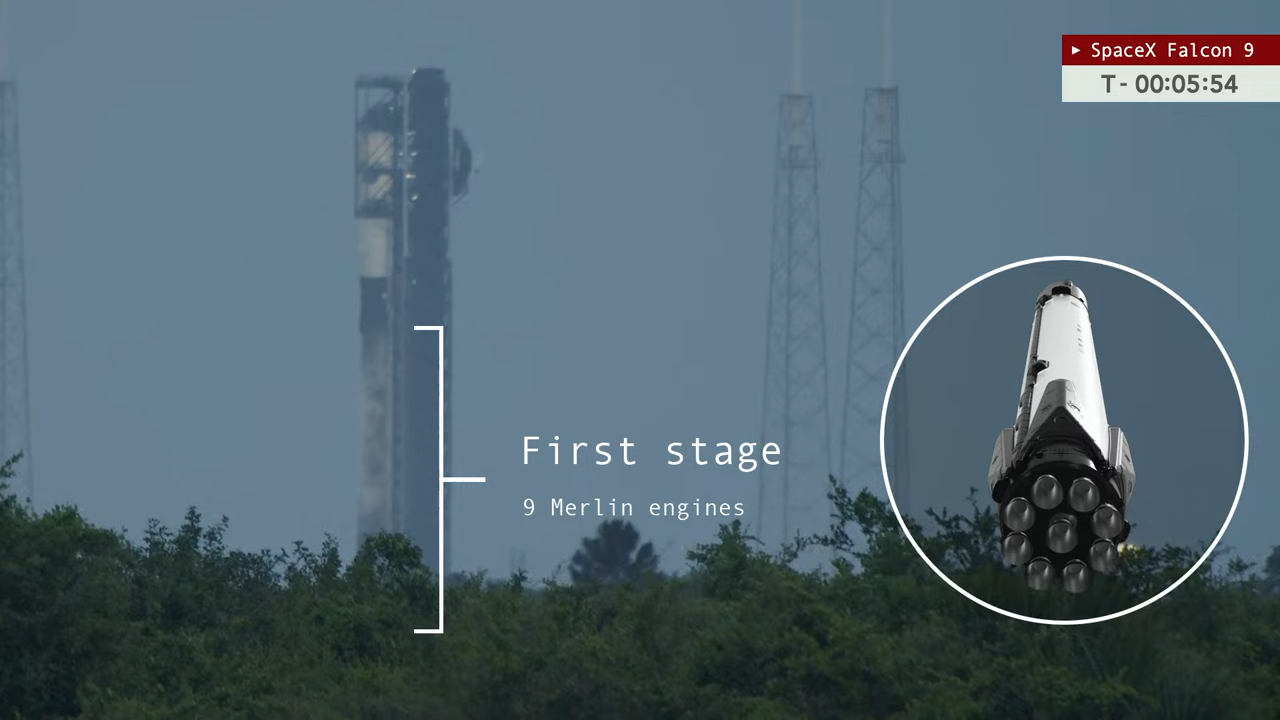 ▶ SpaceX Falcon 9
T- 00:05:54
First stage
9 Merlin engines